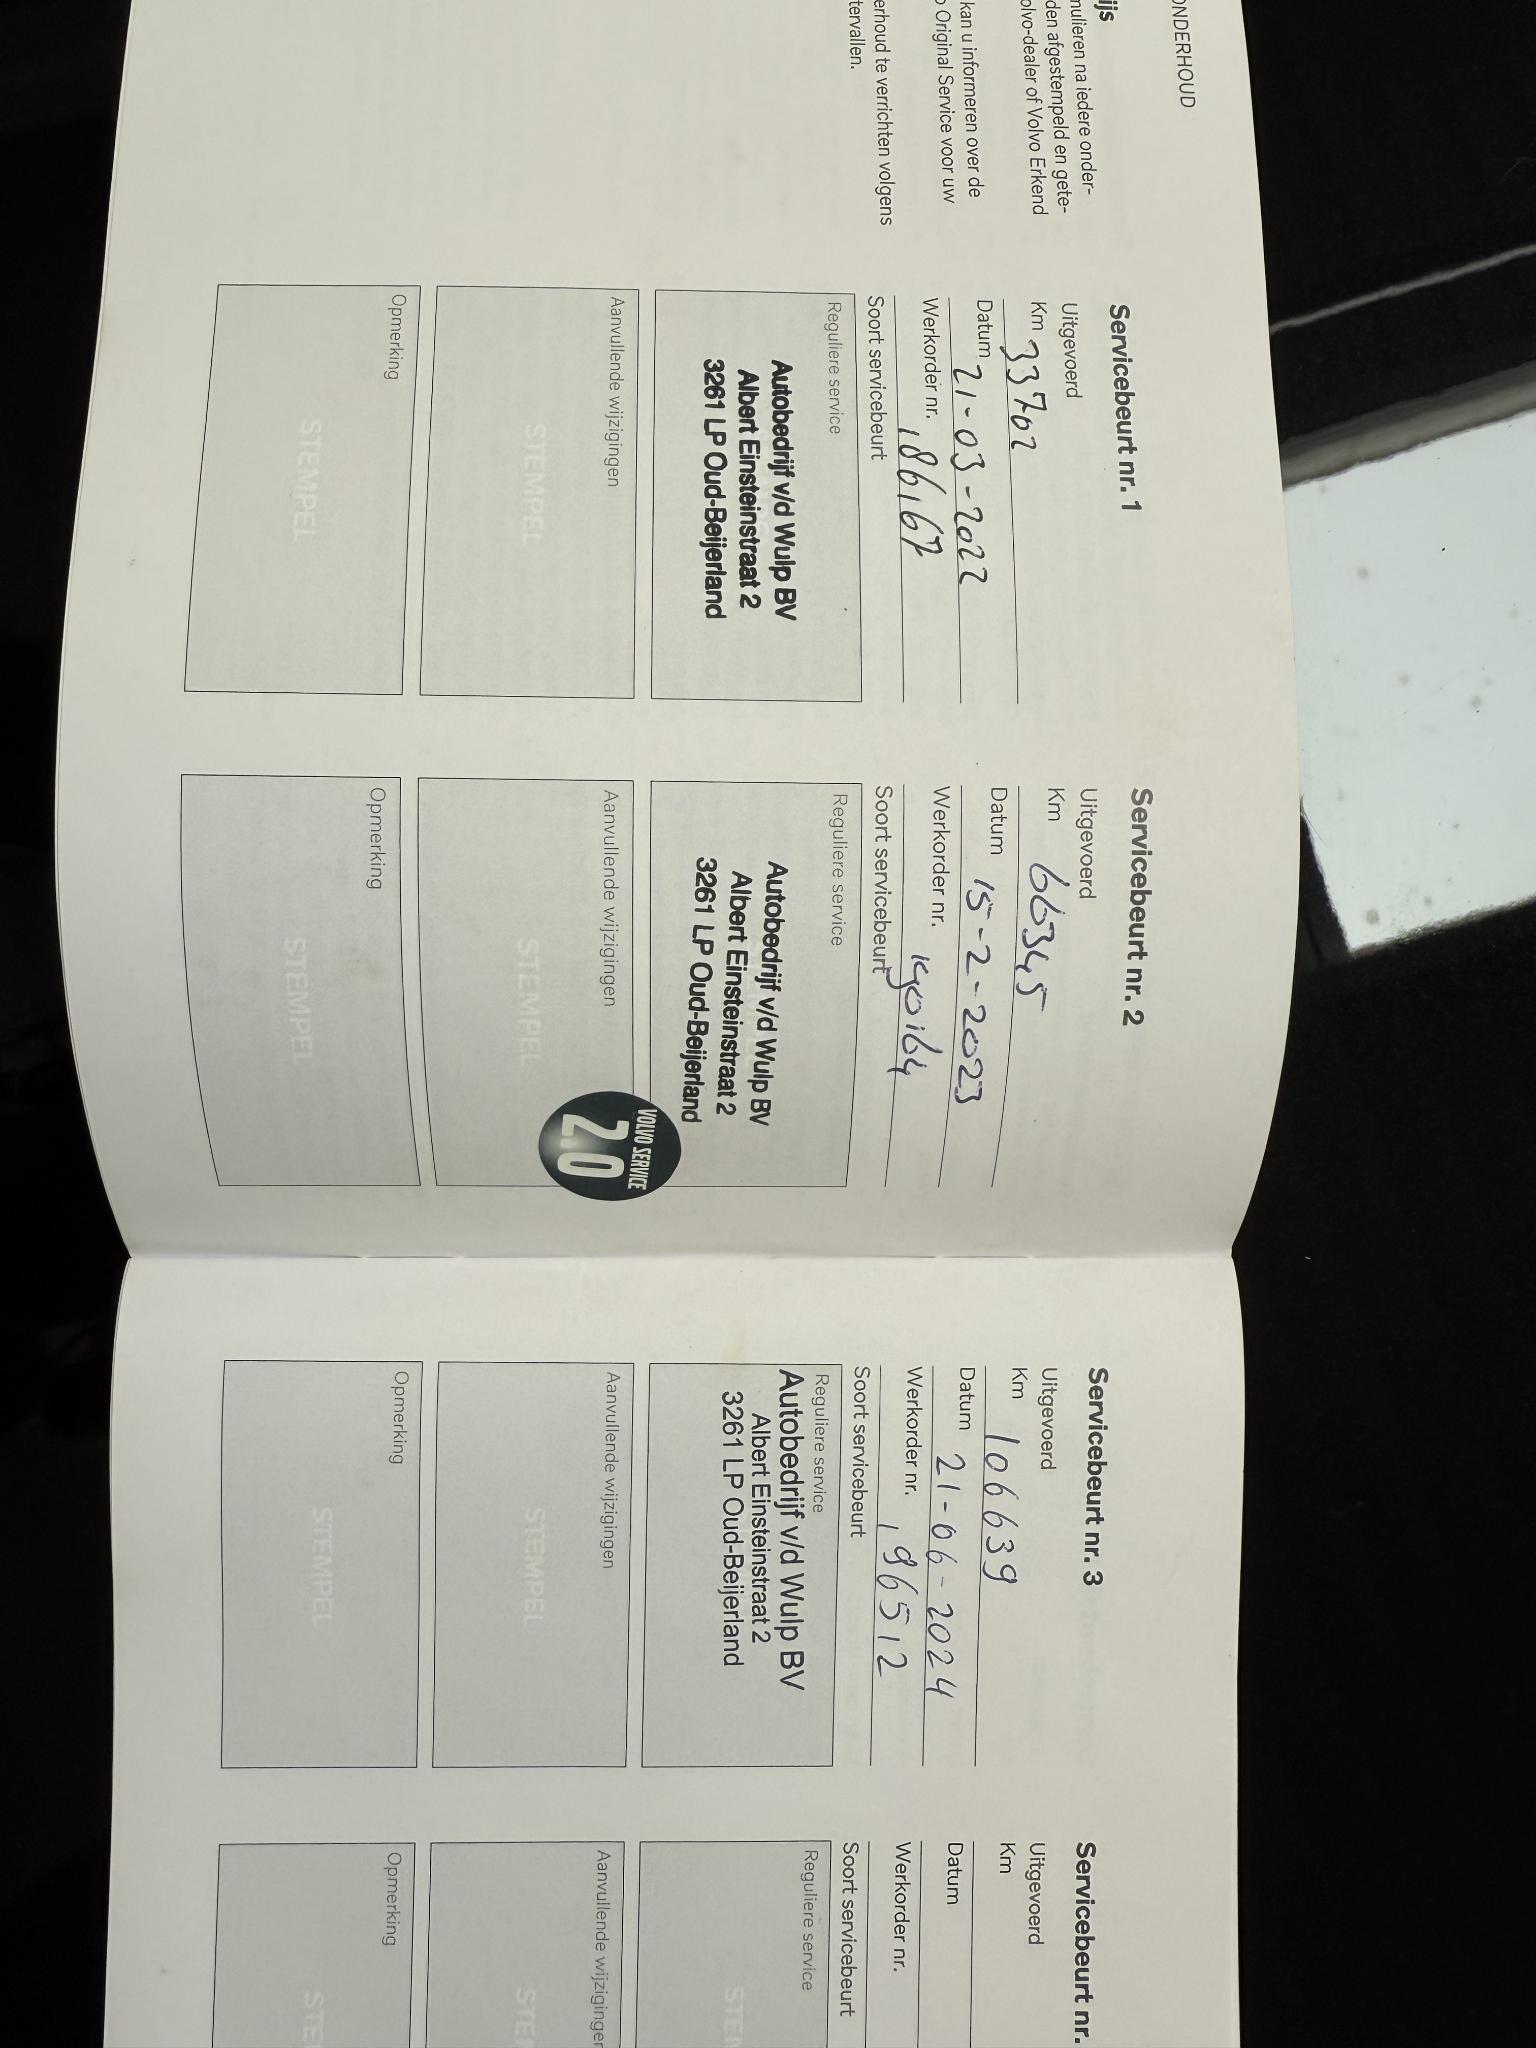 ONDERHOUD
ijs
mulieren na iedere onder-
den afgestempeld en gete-
olvo-dealer of Volvo Erkend
kan u informeren over de
o Original Service voor uw
erhoud te verrichten volgens
tervallen.
Servicebeurt nr. 1
Uitgevoerd
Km 33702
Datum 21-03-2022
Werkorder nr. 186167
Soort servicebeurt
Reguliere service
Autobedrijf v/d Wulp BV
Albert Einsteinstraat 2
3261 LP Oud-Beijerland
Aanvullende wijzigingen
STEMPEL
Opmerking
STEMPEL
Servicebeurt nr. 2
Uitgevoerd
Km 66345
Datum 15-2-2023
Werkorder nr. 190164
Soort servicebeurt
Reguliere service
Autobedrijf v/d Wulp BV
Albert Einsteinstraat 2
3261 LP Oud-Beijerland
VOLVO SERVICE
2.0
Aanvullende wijzigingen
STEMPEL
Opmerking
STEMPEL
Servicebeurt nr. 3
Uitgevoerd
Km 106639
Datum 21-06-2024
Werkorder nr. 196512
Soort servicebeurt
Reguliere service
Autobedrijf v/d Wulp BV
Albert Einsteinstraat 2
3261 LP Oud-Beijerland
Aanvullende wijzigingen
STEMPEL
Opmerking
STEMPEL
Servicebeurt nr.
Uitgevoerd
Km
Datum
Werkorder nr.
Soort servicebeurt
Reguliere service
STEM
Aanvullende wijzigingen
STE
Opmerking
STE